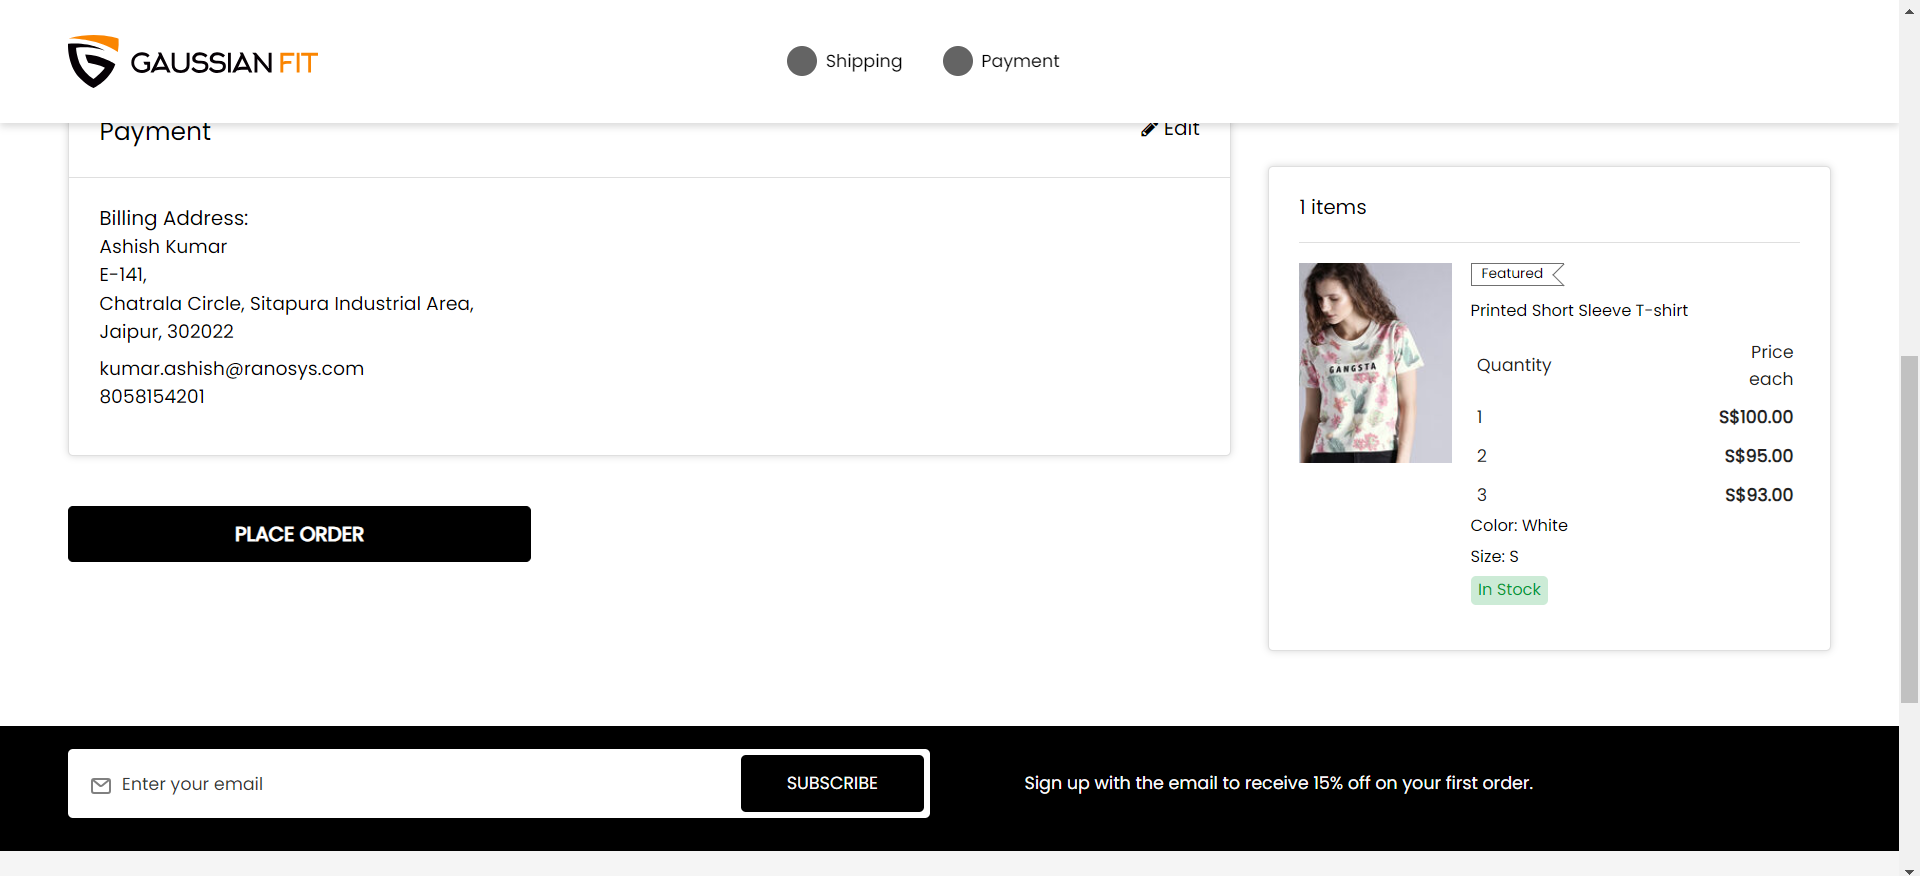 GAUSSIAN FIT
Shipping
Payment
Payment
Edit
Billing Address:
Ashish Kumar
E-141,
Chatrala Circle, Sitapura Industrial Area,
Jaipur, 302022
kumar.ashish@ranosys.com
8058154201
PLACE ORDER
1 items
Featured
Printed Short Sleeve T-shirt
GANGSTA
Quantity Price each
1 S$100.00
2 S$95.00
3 S$93.00
Color: White
Size: S
In Stock
Enter your email
SUBSCRIBE
Sign up with the email to receive 15% off on your first order.